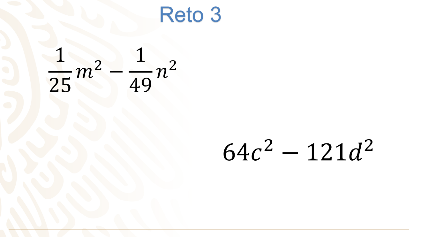 Reto 3
1/25 m² − 1/49 n²
64c² − 121d²